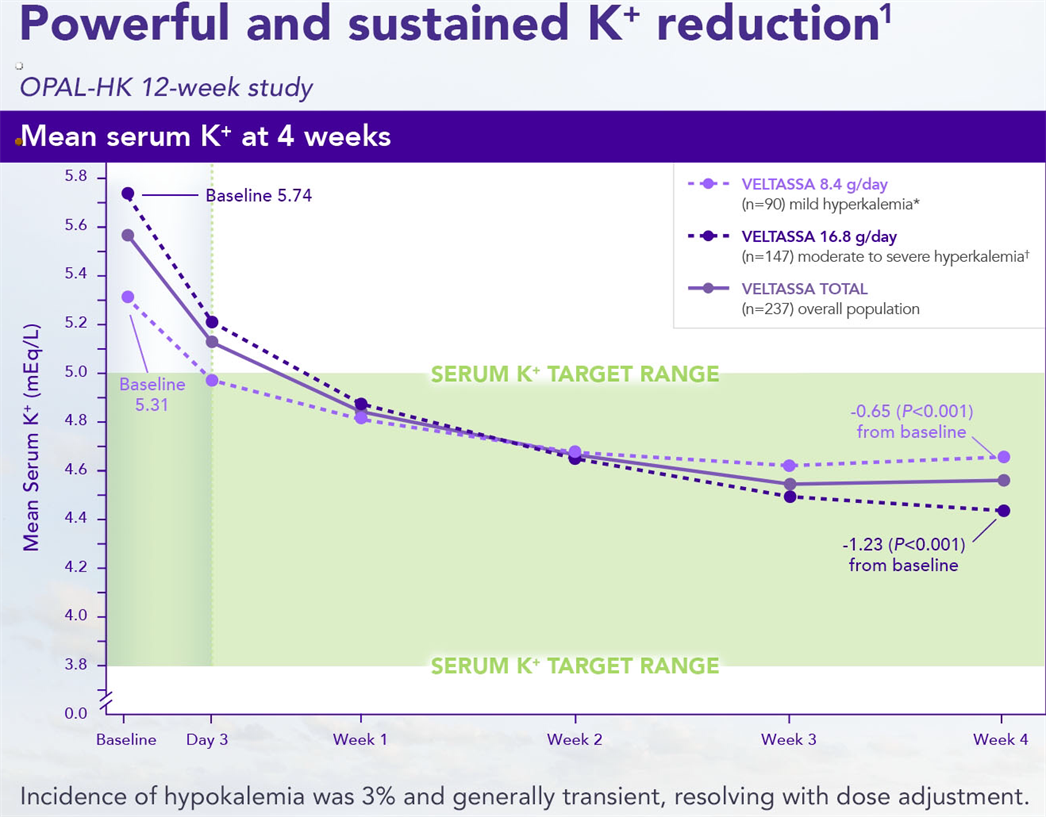 Powerful and sustained K⁺ reduction¹
OPAL-HK 12-week study
Mean serum K⁺ at 4 weeks
Mean Serum K⁺ (mEq/L)
5.8
5.6
5.4
5.2
5.0
4.8
4.6
4.4
4.2
4.0
3.8
0.0
Baseline 5.74
Baseline
5.31
VELTASSA 8.4 g/day
(n=90) mild hyperkalemia*
VELTASSA 16.8 g/day
(n=147) moderate to severe hyperkalemia†
VELTASSA TOTAL
(n=237) overall population
SERUM K⁺ TARGET RANGE
-0.65 (P<0.001)
from baseline
-1.23 (P<0.001)
from baseline
SERUM K⁺ TARGET RANGE
Baseline
Day 3
Week 1
Week 2
Week 3
Week 4
Incidence of hypokalemia was 3% and generally transient, resolving with dose adjustment.